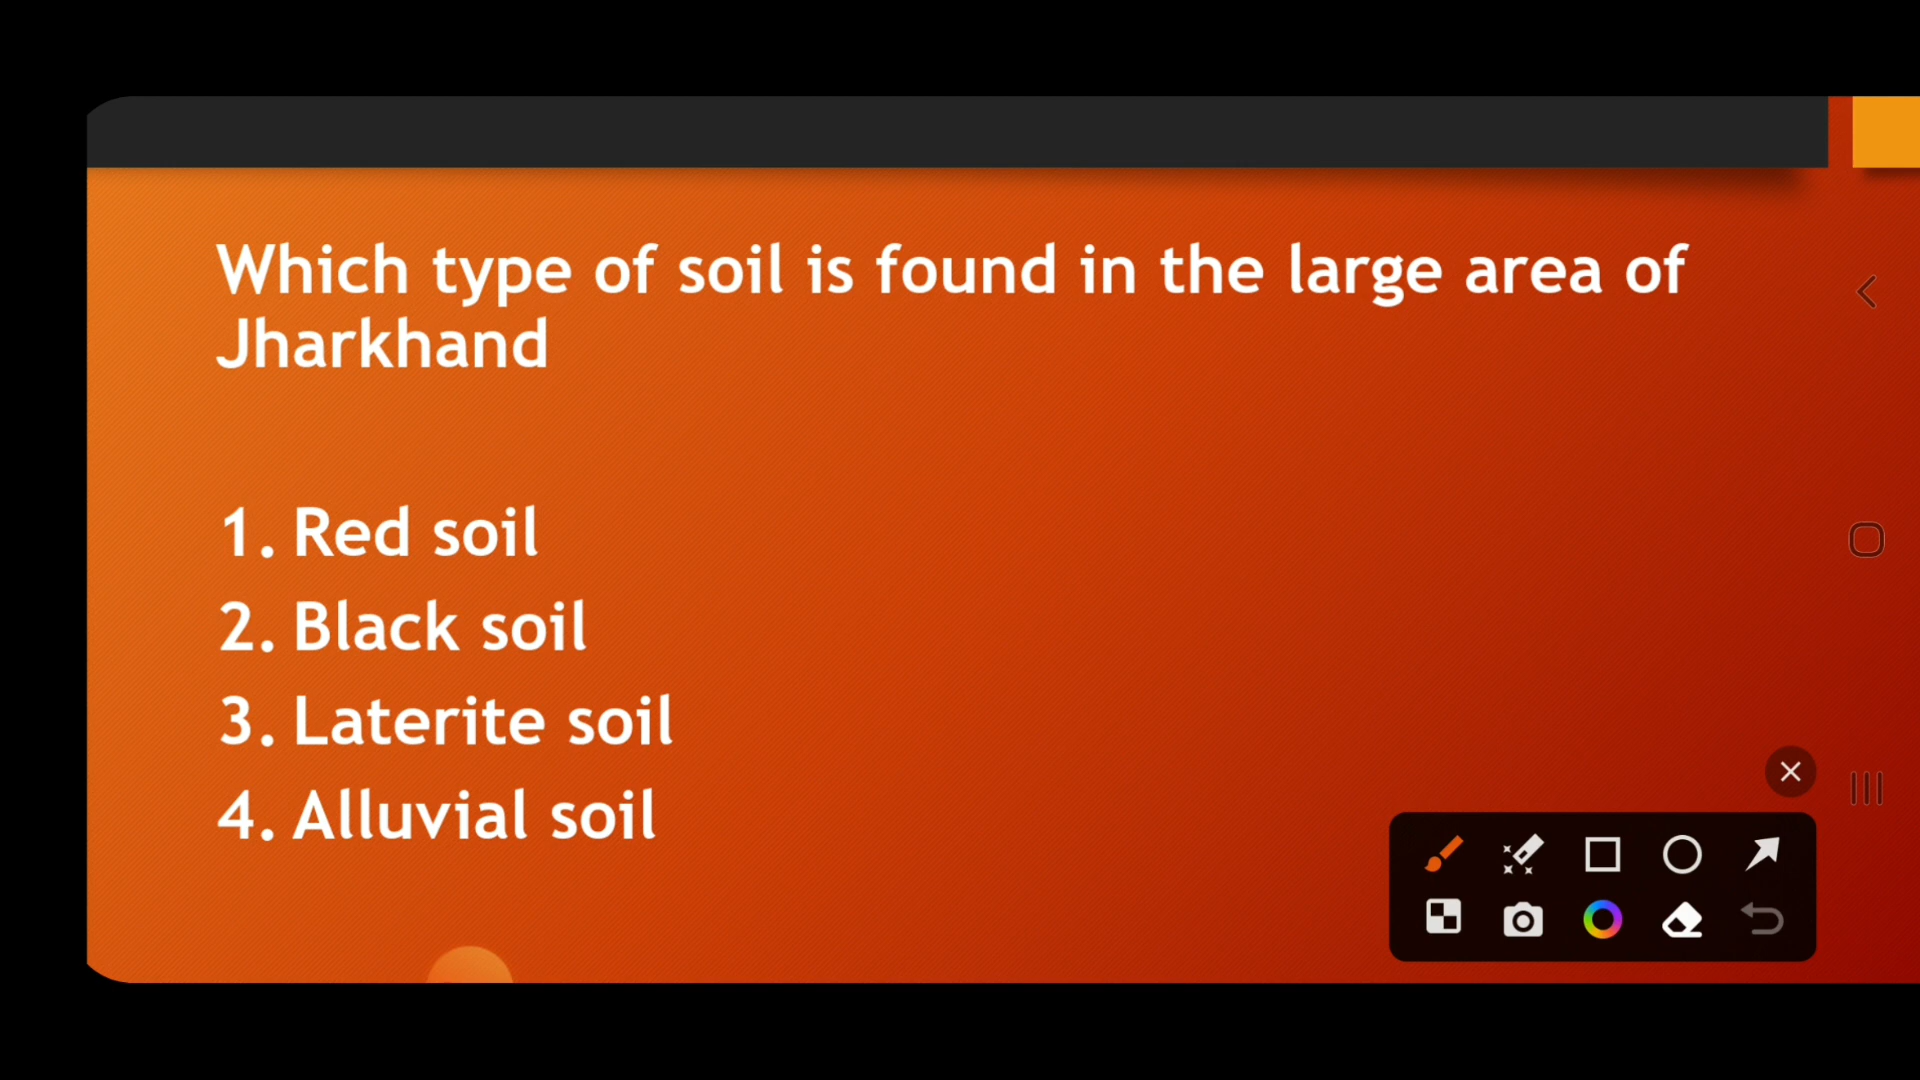 Which type of soil is found in the large area of
Jharkhand
1. Red soil
2. Black soil
3. Laterite soil
4. Alluvial soil